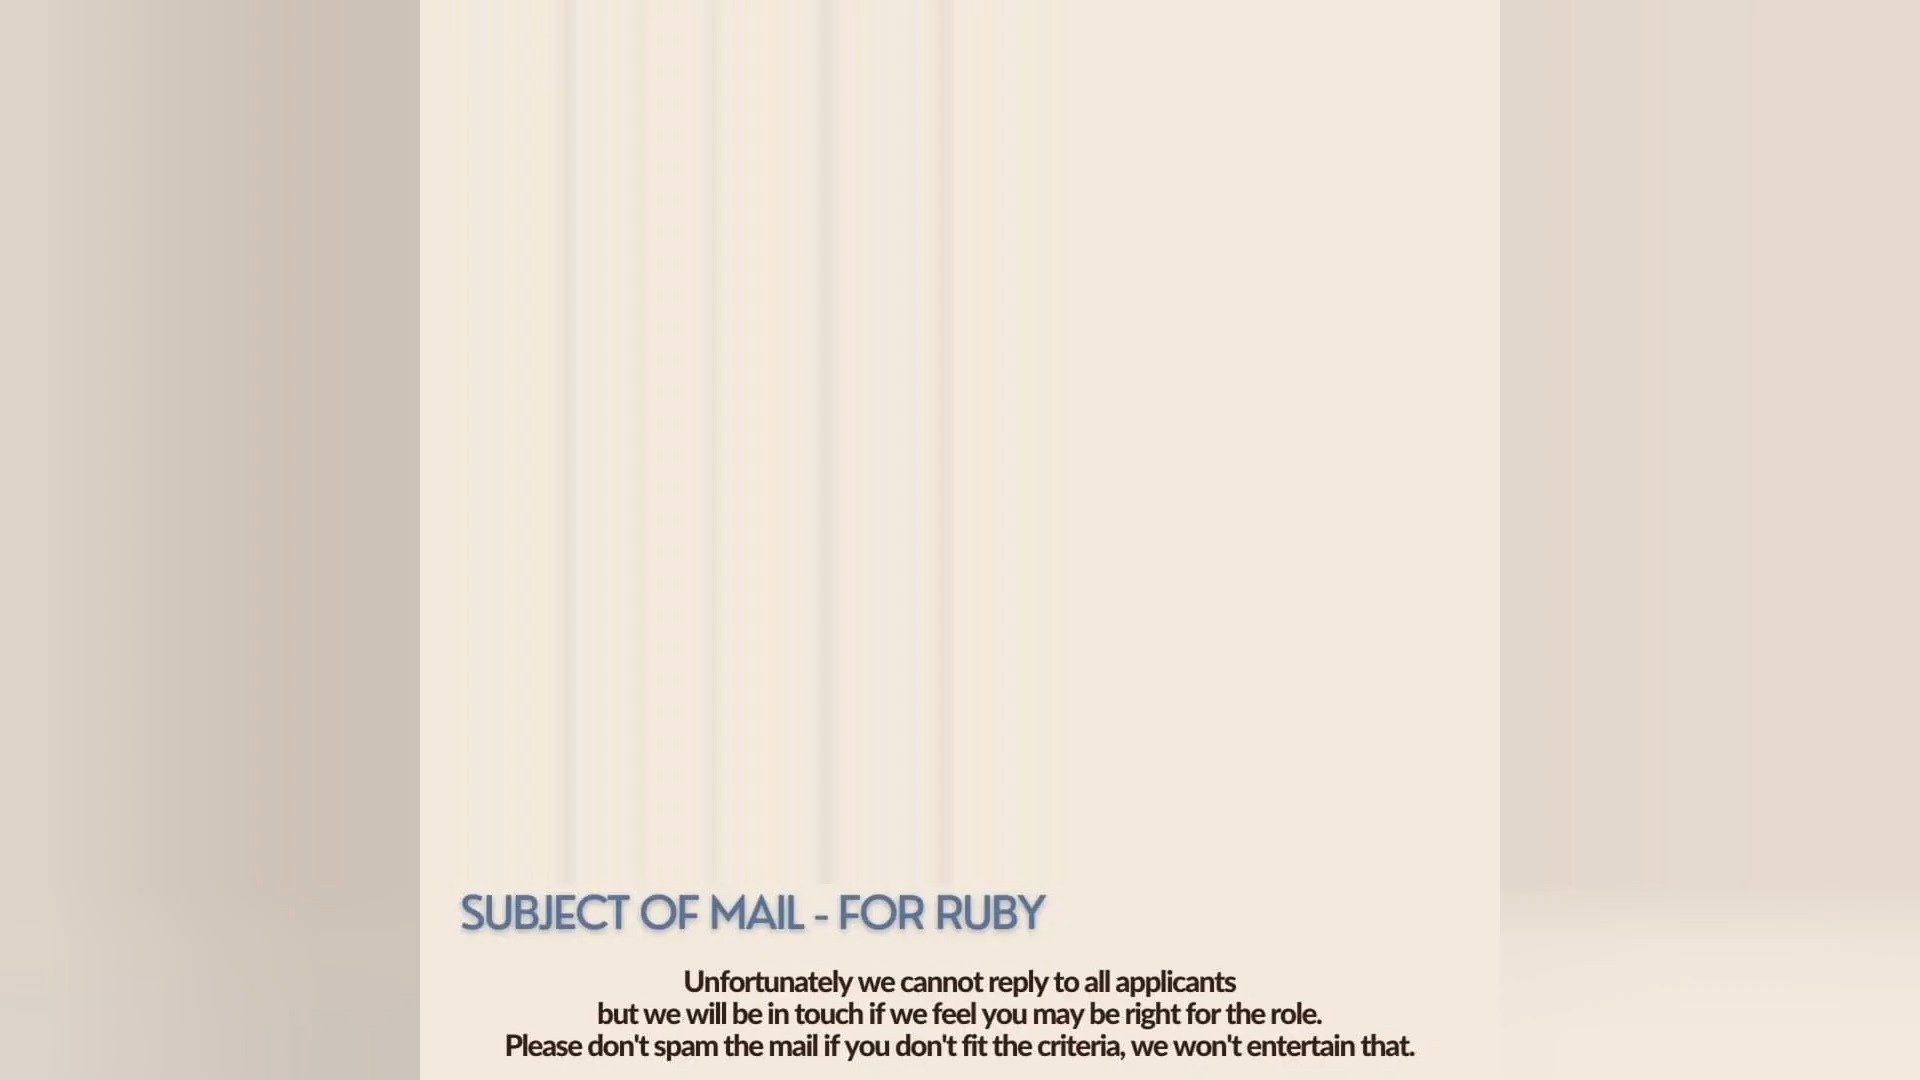 SUBJECT OF MAIL - FOR RUBY
Unfortunately we cannot reply to all applicants
but we will be in touch if we feel you may be right for the role.
Please don't spam the mail if you don't fit the criteria, we won't entertain that.